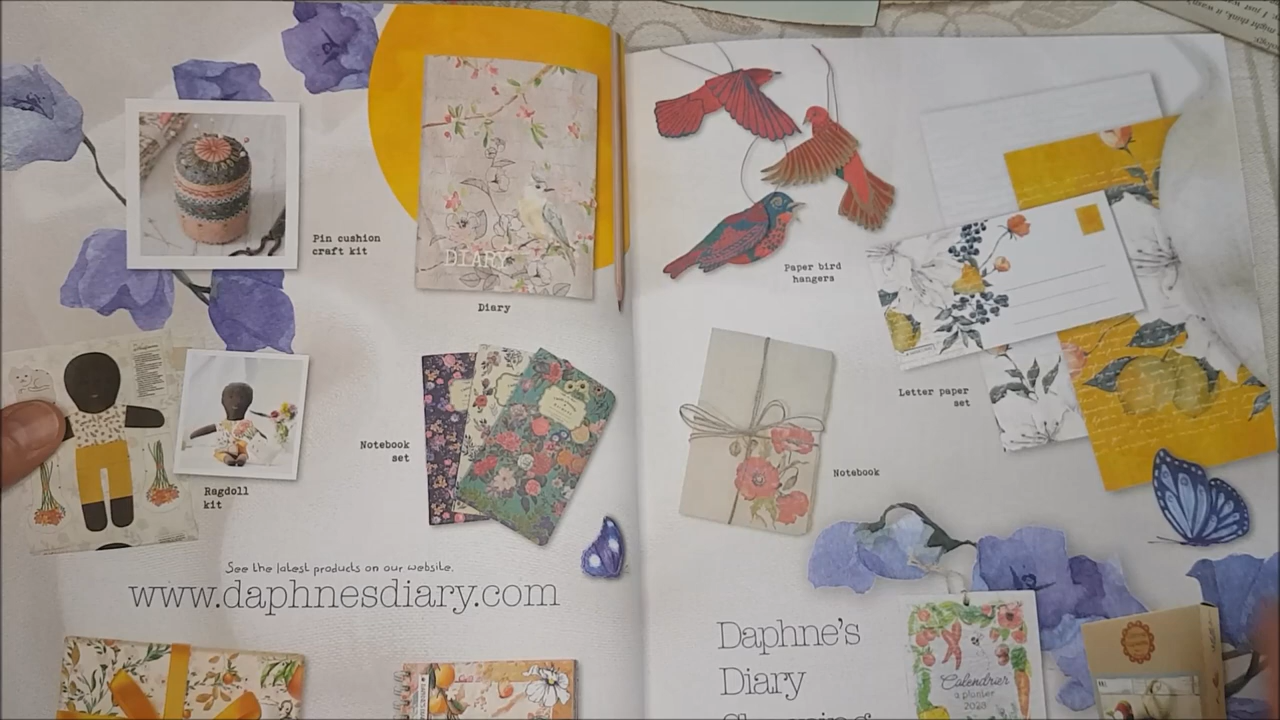 Pin cushion
craft kit
DIARY
Diary
Ragdoll
kit
Notebook
set
See the latest products on our website.
www.daphnesdiary.com
Paper bird
hangers
Letter paper
set
Notebook
Daphne's
Diary
Calendrier
à planter